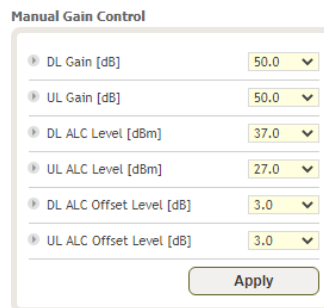 Manual Gain Control
DL Gain [dB] 50.0
UL Gain [dB] 50.0
DL ALC Level [dBm] 37.0
UL ALC Level [dBm] 27.0
DL ALC Offset Level [dB] 3.0
UL ALC Offset Level [dB] 3.0
Apply